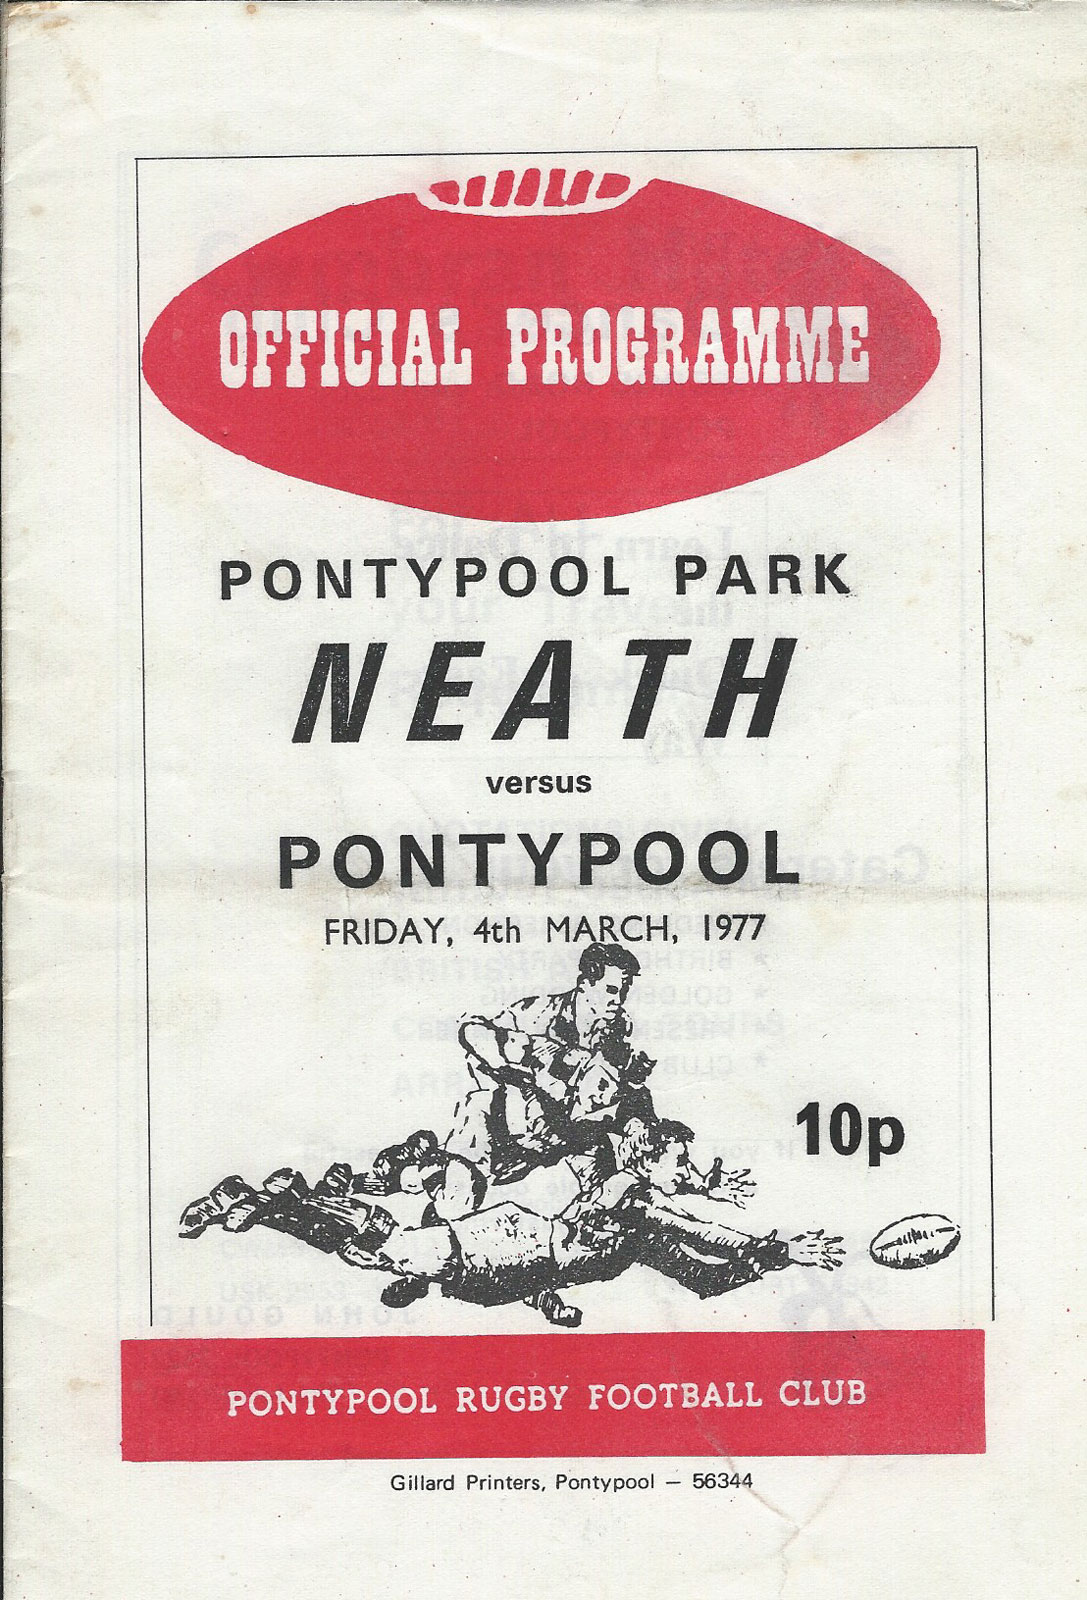 OFFICIAL PROGRAMME
PONTYPOOL PARK
NEATH
versus
PONTYPOOL
FRIDAY, 4th MARCH, 1977
10p
PONTYPOOL RUGBY FOOTBALL CLUB
Gillard Printers, Pontypool — 56344